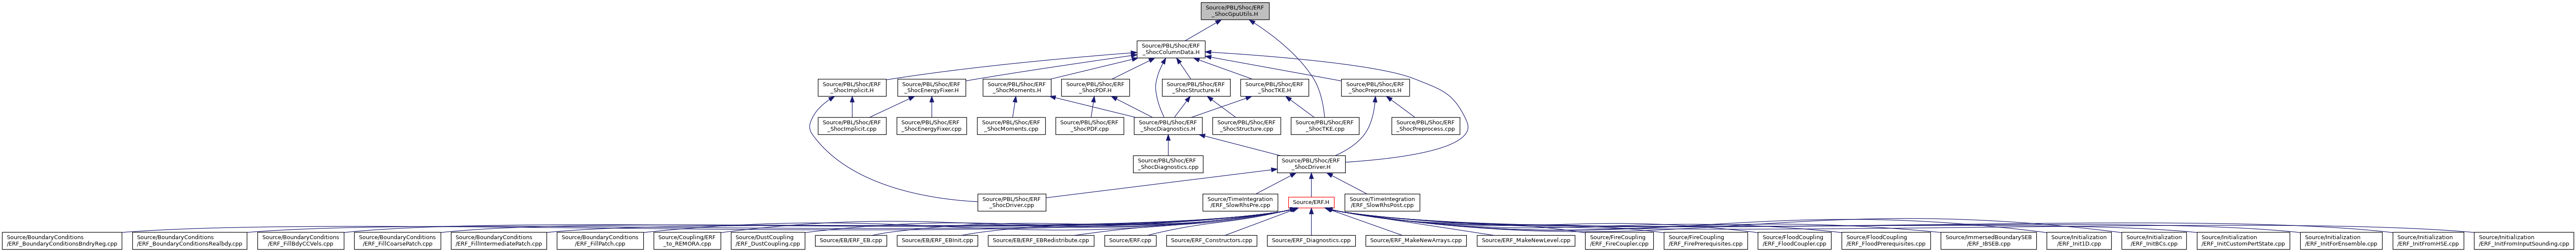 Source/PBL/Shoc/ERF
_ShocGpuUtils.H
Source/PBL/Shoc/ERF
_ShocColumnData.H
Source/PBL/Shoc/ERF
_ShocImplicit.H
Source/PBL/Shoc/ERF
_ShocEnergyFixer.H
Source/PBL/Shoc/ERF
_ShocMoments.H
Source/PBL/Shoc/ERF
_ShocPDF.H
Source/PBL/Shoc/ERF
_ShocStructure.H
Source/PBL/Shoc/ERF
_ShocTKE.H
Source/PBL/Shoc/ERF
_ShocPreprocess.H
Source/PBL/Shoc/ERF
_ShocImplicit.cpp
Source/PBL/Shoc/ERF
_ShocEnergyFixer.cpp
Source/PBL/Shoc/ERF
_ShocMoments.cpp
Source/PBL/Shoc/ERF
_ShocPDF.cpp
Source/PBL/Shoc/ERF
_ShocDiagnostics.H
Source/PBL/Shoc/ERF
_ShocStructure.cpp
Source/PBL/Shoc/ERF
_ShocTKE.cpp
Source/PBL/Shoc/ERF
_ShocPreprocess.cpp
Source/PBL/Shoc/ERF
_ShocDiagnostics.cpp
Source/PBL/Shoc/ERF
_ShocDriver.H
Source/PBL/Shoc/ERF
_ShocDriver.cpp
Source/TimeIntegration
/ERF_SlowRhsPre.cpp
Source/ERF.H
Source/TimeIntegration
/ERF_SlowRhsPost.cpp
Source/BoundaryConditions
/ERF_BoundaryConditionsBndryReg.cpp
Source/BoundaryConditions
/ERF_BoundaryConditionsRealbdy.cpp
Source/BoundaryConditions
/ERF_FillBdyCCVels.cpp
Source/BoundaryConditions
/ERF_FillCoarsePatch.cpp
Source/BoundaryConditions
/ERF_FillIntermediatePatch.cpp
Source/BoundaryConditions
/ERF_FillPatch.cpp
Source/Coupling/ERF
_to_REMORA.cpp
Source/DustCoupling
/ERF_DustCoupling.cpp
Source/EB/ERF_EB.cpp
Source/EB/ERF_EBInit.cpp
Source/EB/ERF_EBRedistribute.cpp
Source/ERF.cpp
Source/ERF_Constructors.cpp
Source/ERF_Diagnostics.cpp
Source/ERF_MakeNewArrays.cpp
Source/ERF_MakeNewLevel.cpp
Source/FireCoupling
/ERF_FireCoupler.cpp
Source/FireCoupling
/ERF_FirePrerequisites.cpp
Source/FloodCoupling
/ERF_FloodCoupler.cpp
Source/FloodCoupling
/ERF_FloodPrerequisites.cpp
Source/ImmersedBoundarySEB
/ERF_IBSEB.cpp
Source/Initialization
/ERF_Init1D.cpp
Source/Initialization
/ERF_InitBCs.cpp
Source/Initialization
/ERF_InitCustomPertState.cpp
Source/Initialization
/ERF_InitForEnsemble.cpp
Source/Initialization
/ERF_InitFromHSE.cpp
Source/Initialization
/ERF_InitFromInputSounding.cpp